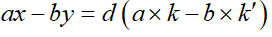 ax − by = d (a × k − b × k′)